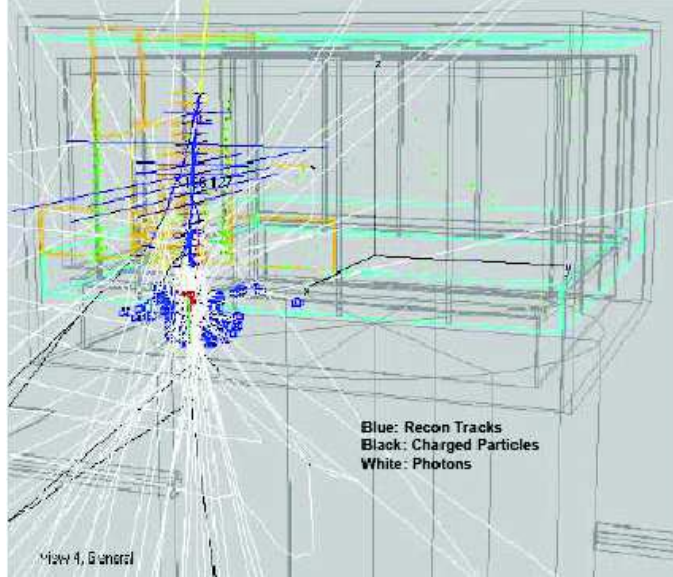 z
x
Blue: Recon Tracks
Black: Charged Particles
White: Photons
View 4, General